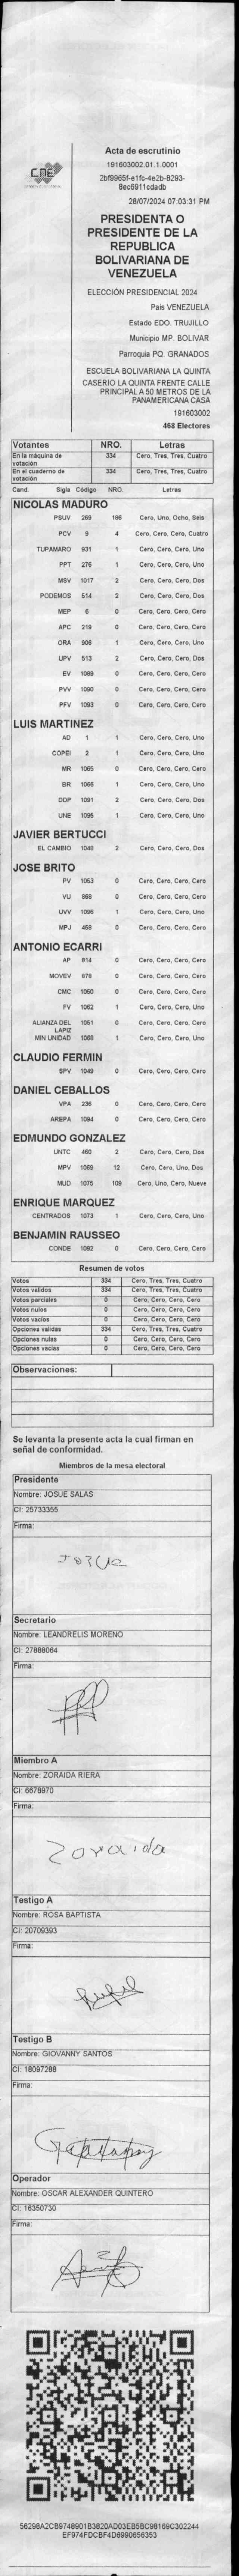 Acta de escrutinio
CNE
191603002.01.1.0001
2bf9965f-e1fc-4e2b-8293-
8ec6911cdadb
28/07/2024 07:03:31 PM
PRESIDENTA O
PRESIDENTE DE LA
REPUBLICA
BOLIVARIANA DE
VENEZUELA
ELECCIÓN PRESIDENCIAL 2024
Pais VENEZUELA
Estado EDO. TRUJILLO
Municipio MP. BOLIVAR
Parroquia PQ. GRANADOS
ESCUELA BOLIVARIANA LA QUINTA
CASERIO LA QUINTA FRENTE CALLE
PRINCIPAL A 50 METROS DE LA
PANAMERICANA CASA
191603002
468 Electores
Votantes NRO. Letras
En la máquina de votación 334 Cero, Tres, Tres, Cuatro
En el cuaderno de votación 334 Cero, Tres, Tres, Cuatro
Cand. Sigla Código NRO. Letras
NICOLAS MADURO
PSUV 269 186 Cero, Uno, Ocho, Seis
PCV 9 4 Cero, Cero, Cero, Cuatro
TUPAMARO 931 1 Cero, Cero, Cero, Uno
PPT 276 1 Cero, Cero, Cero, Uno
MSV 1017 2 Cero, Cero, Cero, Dos
PODEMOS 514 2 Cero, Cero, Cero, Dos
MEP 6 0 Cero, Cero, Cero, Cero
APC 219 0 Cero, Cero, Cero, Cero
ORA 906 1 Cero, Cero, Cero, Uno
UPV 513 2 Cero, Cero, Cero, Dos
EV 1089 0 Cero, Cero, Cero, Cero
PVV 1090 0 Cero, Cero, Cero, Cero
PFV 1093 0 Cero, Cero, Cero, Cero
LUIS MARTINEZ
AD 1 1 Cero, Cero, Cero, Uno
COPEI 2 1 Cero, Cero, Cero, Uno
MR 1065 0 Cero, Cero, Cero, Cero
BR 1066 1 Cero, Cero, Cero, Uno
DDP 1091 2 Cero, Cero, Cero, Dos
UNE 1095 1 Cero, Cero, Cero, Uno
JAVIER BERTUCCI
EL CAMBIO 1048 2 Cero, Cero, Cero, Dos
JOSE BRITO
PV 1053 0 Cero, Cero, Cero, Cero
VU 968 0 Cero, Cero, Cero, Cero
UVV 1096 1 Cero, Cero, Cero, Uno
MPJ 458 0 Cero, Cero, Cero, Cero
ANTONIO ECARRI
AP 814 0 Cero, Cero, Cero, Cero
MOVEV 678 0 Cero, Cero, Cero, Cero
CMC 1050 0 Cero, Cero, Cero, Cero
FV 1062 1 Cero, Cero, Cero, Uno
ALIANZA DEL LAPIZ 1051 0 Cero, Cero, Cero, Cero
MIN UNIDAD 1068 1 Cero, Cero, Cero, Uno
CLAUDIO FERMIN
SPV 1049 0 Cero, Cero, Cero, Cero
DANIEL CEBALLOS
VPA 236 0 Cero, Cero, Cero, Cero
AREPA 1094 0 Cero, Cero, Cero, Cero
EDMUNDO GONZALEZ
UNTC 460 2 Cero, Cero, Cero, Dos
MPV 1069 12 Cero, Cero, Uno, Dos
MUD 1075 109 Cero, Uno, Cero, Nueve
ENRIQUE MARQUEZ
CENTRADOS 1073 1 Cero, Cero, Cero, Uno
BENJAMIN RAUSSEO
CONDE 1092 0 Cero, Cero, Cero, Cero
Resumen de votos
Votos 334 Cero, Tres, Tres, Cuatro
Votos validos 334 Cero, Tres, Tres, Cuatro
Votos parciales 0 Cero, Cero, Cero, Cero
Votos nulos 0 Cero, Cero, Cero, Cero
Votos vacios 0 Cero, Cero, Cero, Cero
Opciones validas 334 Cero, Tres, Tres, Cuatro
Opciones nulas 0 Cero, Cero, Cero, Cero
Opciones vacias 0 Cero, Cero, Cero, Cero
Observaciones:
Se levanta la presente acta la cual firman en
señal de conformidad.
Miembros de la mesa electoral
Presidente
Nombre: JOSUE SALAS
CI: 25733355
Firma:
Josue
Secretario
Nombre: LEANDRELIS MORENO
CI: 27888064
Firma:
Miembro A
Nombre: ZORAIDA RIERA
CI: 6678970
Firma:
Zoraida
Testigo A
Nombre: ROSA BAPTISTA
CI: 20709393
Firma:
Testigo B
Nombre: GIOVANNY SANTOS
CI: 18097288
Firma:
Operador
Nombre: OSCAR ALEXANDER QUINTERO
CI: 16350730
Firma:
56298A2CB9748901B3820AD03EB5BC98169C302244
EF974FDCBF4D6990656353